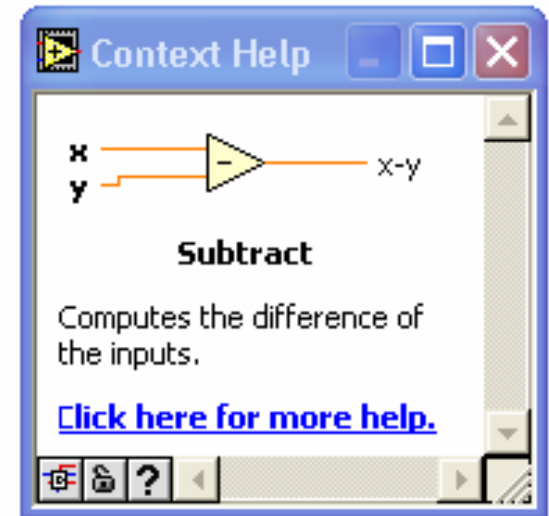 Context Help
x
y
x-y
Subtract
Computes the difference of
the inputs.
Click here for more help.
?